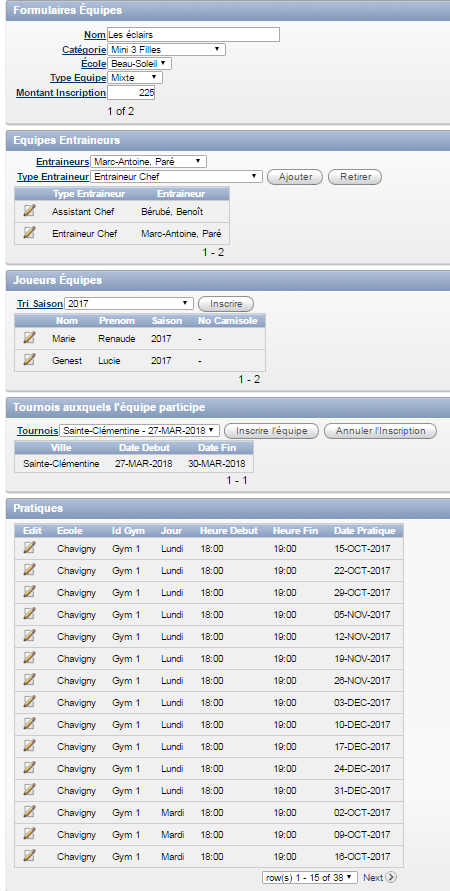 Formulaires Équipes
Nom Les éclairs
Catégorie Mini 3 Filles
École Beau-Soleil
Type Equipe Mixte
Montant Inscription 225
1 of 2
Equipes Entraineurs
Entraineurs Marc-Antoine, Paré
Type Entraineur Entraineur Chef Ajouter Retirer
Type Entraineur Entraineur
Assistant Chef Bérubé, Benoît
Entraineur Chef Marc-Antoine, Paré
1 - 2
Joueurs Équipes
Tri Saison 2017 Inscrire
Nom Prenom Saison No Camisole
Marie Renaude 2017 -
Genest Lucie 2017 -
1 - 2
Tournois auxquels l'équipe participe
Tournois Sainte-Clémentine - 27-MAR-2018 Inscrire l'équipe Annuler l'Inscription
Ville Date Debut Date Fin
Sainte-Clémentine 27-MAR-2018 30-MAR-2018
1 - 1
Pratiques
Edit Ecole Id Gym Jour Heure Debut Heure Fin Date Pratique
Chavigny Gym 1 Lundi 18:00 19:00 15-OCT-2017
Chavigny Gym 1 Lundi 18:00 19:00 22-OCT-2017
Chavigny Gym 1 Lundi 18:00 19:00 29-OCT-2017
Chavigny Gym 1 Lundi 18:00 19:00 05-NOV-2017
Chavigny Gym 1 Lundi 18:00 19:00 12-NOV-2017
Chavigny Gym 1 Lundi 18:00 19:00 19-NOV-2017
Chavigny Gym 1 Lundi 18:00 19:00 26-NOV-2017
Chavigny Gym 1 Lundi 18:00 19:00 03-DEC-2017
Chavigny Gym 1 Lundi 18:00 19:00 10-DEC-2017
Chavigny Gym 1 Lundi 18:00 19:00 17-DEC-2017
Chavigny Gym 1 Lundi 18:00 19:00 24-DEC-2017
Chavigny Gym 1 Lundi 18:00 19:00 31-DEC-2017
Chavigny Gym 1 Mardi 18:00 19:00 02-OCT-2017
Chavigny Gym 1 Mardi 18:00 19:00 09-OCT-2017
Chavigny Gym 1 Mardi 18:00 19:00 16-OCT-2017
row(s) 1 - 15 of 38 Next